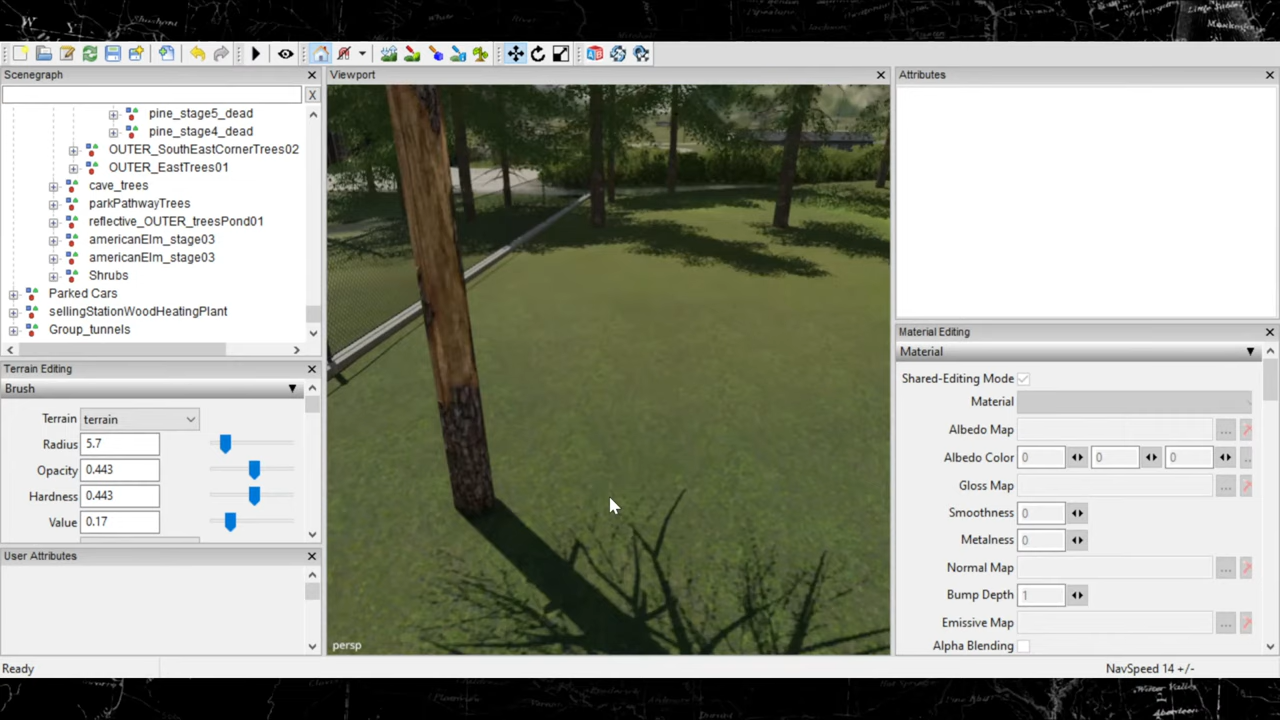 Scenegraph
X
pine_stage5_dead
pine_stage4_dead
OUTER_SouthEastCornerTrees02
OUTER_EastTrees01
cave_trees
parkPathwayTrees
reflective_OUTER_treesPond01
americanElm_stage03
americanElm_stage03
Shrubs
Parked Cars
sellingStationWoodHeatingPlant
Group_tunnels
Terrain Editing
Brush
Terrain terrain
Radius 5.7
Opacity 0.443
Hardness 0.443
Value 0.17
User Attributes
Ready
Viewport
persp
Attributes
Material Editing
Material
Shared-Editing Mode
Material
Albedo Map ...
Albedo Color 0 0 0 ..
Gloss Map ...
Smoothness 0
Metalness 0
Normal Map ...
Bump Depth 1
Emissive Map ...
Alpha Blending
NavSpeed 14 +/-